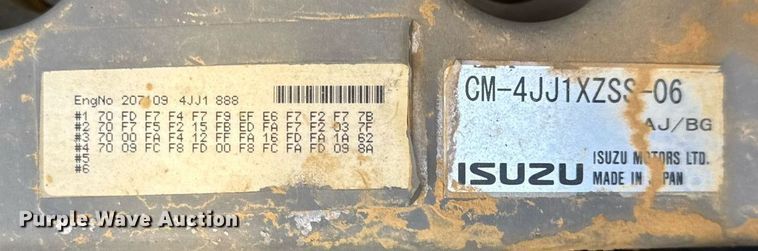 EngNo 207109 4JJ1 888
#1 70 FD F7 F4 F7 F9 EF E6 F7 F2 F7 7B
#2 70 F7 F5 F2 15 FB ED FA F7 F2 03 7F
#3 70 00 FA F4 12 FF FA 16 FD FA 1A 62
#4 70 09 FC F8 FD 00 F8 FC FA FD 09 8A
#5
#6
CM-4JJ1XZSS-06
AJ/BG
ISUZU
ISUZU MOTORS LTD.
MADE IN JAPAN
Purple Wave Auction